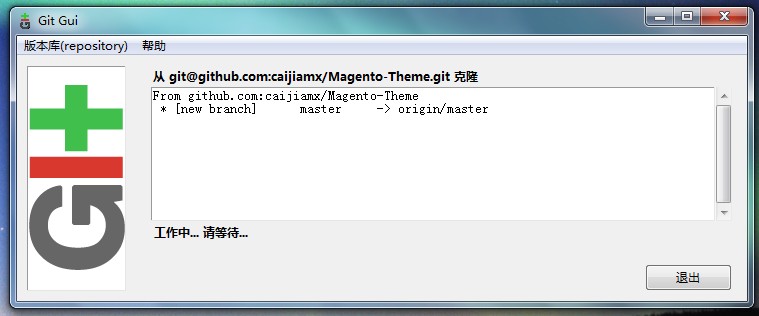 Git Gui
版本库(repository) 帮助
GIt
从 git@github.com:caijiamx/Magento-Theme.git 克隆
From github.com:caijiamx/Magento-Theme
 * [new branch]      master     -> origin/master
工作中... 请等待...
退出